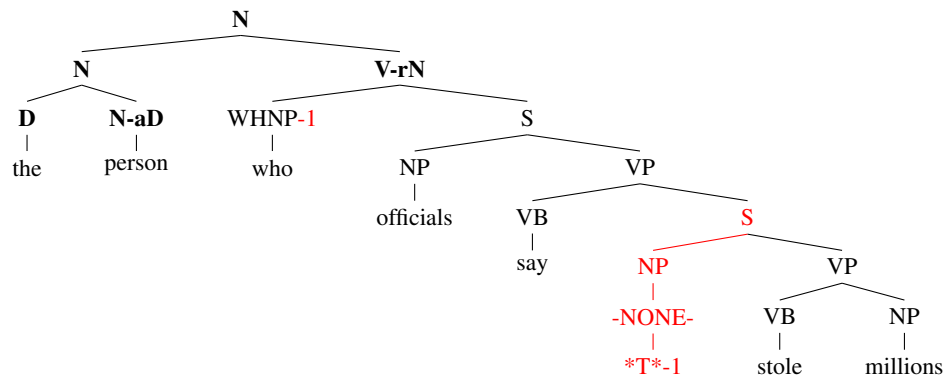 N
N V-rN
D N-aD WHNP-1 S
the person who NP VP
officials VB S
say NP VP
-NONE- VB NP
*T*-1 stole millions